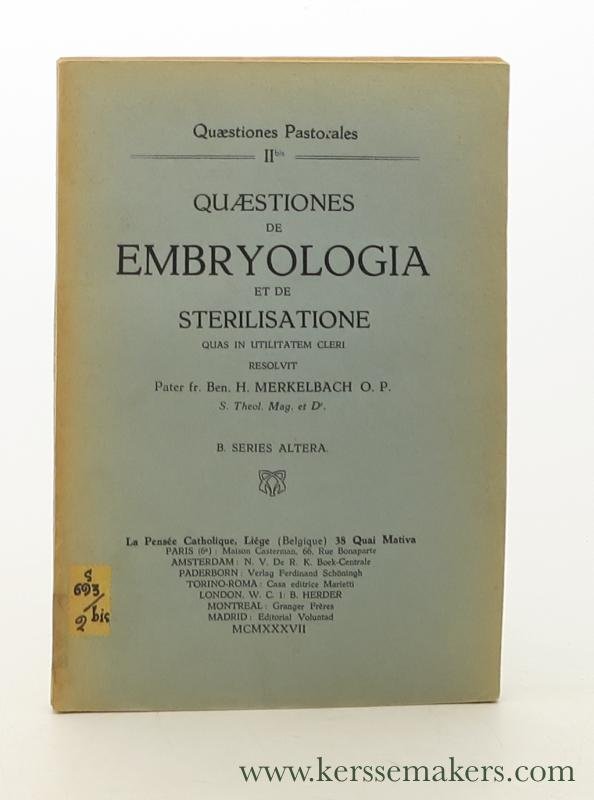 Quæstiones Pastorales
IIbis
QUÆSTIONES
DE
EMBRYOLOGIA
ET DE
STERILISATIONE
QUAS IN UTILITATEM CLERI
RESOLVIT
Pater fr. Ben. H. MERKELBACH O. P.
S. Theol. Mag. et Dr.
B. SERIES ALTERA.
La Pensée Catholique, Liége (Belgique) 38 Quai Mativa
PARIS (6e) : Maison Casterman, 66, Rue Bonaparte
AMSTERDAM : N. V. De R. K. Boek-Centrale
PADERBORN : Verlag Ferdinand Schöningh
TORINO-ROMA : Casa editrice Marietti
LONDON, W. C. 1: B. HERDER
MONTREAL : Granger Frères
MADRID : Editorial Voluntad
MCMXXXVII
S
693
2 bis
www.kerssemakers.com